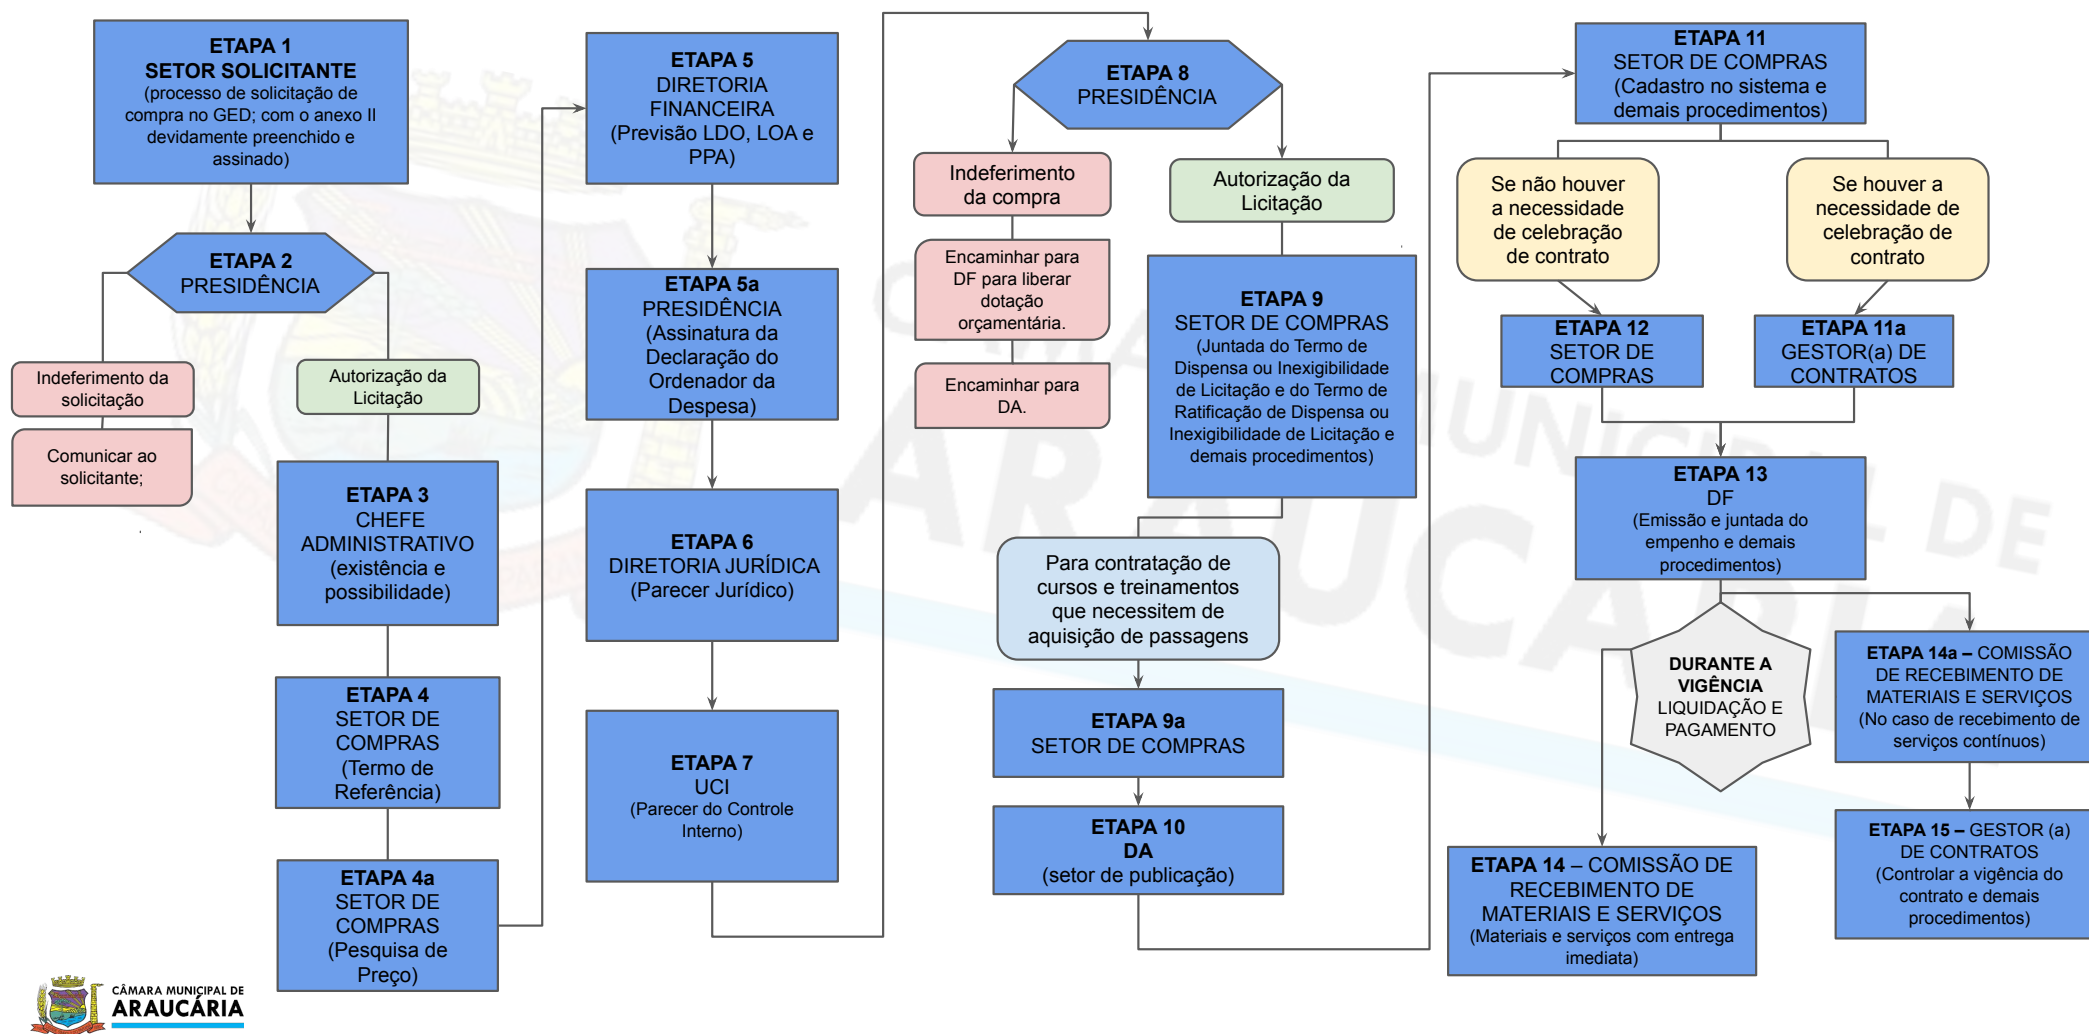 ETAPA 1
SETOR SOLICITANTE
(processo de solicitação de
compra no GED; com o anexo II
devidamente preenchido e
assinado)
ETAPA 2
PRESIDÊNCIA
Indeferimento da
solicitação
Comunicar ao
solicitante;
Autorização da
Licitação
ETAPA 3
CHEFE
ADMINISTRATIVO
(existência e
possibilidade)
ETAPA 4
SETOR DE
COMPRAS
(Termo de
Referência)
ETAPA 4a
SETOR DE
COMPRAS
(Pesquisa de
Preço)
ETAPA 5
DIRETORIA
FINANCEIRA
(Previsão LDO, LOA e
PPA)
ETAPA 5a
PRESIDÊNCIA
(Assinatura da
Declaração do
Ordenador da
Despesa)
ETAPA 6
DIRETORIA JURÍDICA
(Parecer Jurídico)
ETAPA 7
UCI
(Parecer do Controle
Interno)
ETAPA 8
PRESIDÊNCIA
Indeferimento
da compra
Encaminhar para
DF para liberar
dotação
orçamentária.
Encaminhar para
DA.
Autorização da
Licitação
ETAPA 9
SETOR DE COMPRAS
(Juntada do Termo de
Dispensa ou Inexigibilidade
de Licitação e do Termo de
Ratificação de Dispensa ou
Inexigibilidade de Licitação e
demais procedimentos)
Para contratação de
cursos e treinamentos
que necessitem de
aquisição de passagens
ETAPA 9a
SETOR DE COMPRAS
ETAPA 10
DA
(setor de publicação)
ETAPA 11
SETOR DE COMPRAS
(Cadastro no sistema e
demais procedimentos)
Se não houver
a necessidade
de celebração
de contrato
Se houver a
necessidade de
celebração de
contrato
ETAPA 12
SETOR DE
COMPRAS
ETAPA 11a
GESTOR(a) DE
CONTRATOS
ETAPA 13
DF
(Emissão e juntada do
empenho e demais
procedimentos)
DURANTE A
VIGÊNCIA
LIQUIDAÇÃO E
PAGAMENTO
ETAPA 14 – COMISSÃO DE
RECEBIMENTO DE
MATERIAIS E SERVIÇOS
(Materiais e serviços com entrega
imediata)
ETAPA 14a – COMISSÃO
DE RECEBIMENTO DE
MATERIAIS E SERVIÇOS
(No caso de recebimento de
serviços contínuos)
ETAPA 15 – GESTOR (a)
DE CONTRATOS
(Controlar a vigência do
contrato e demais
procedimentos)
CÂMARA MUNICIPAL DE
ARAUCÁRIA